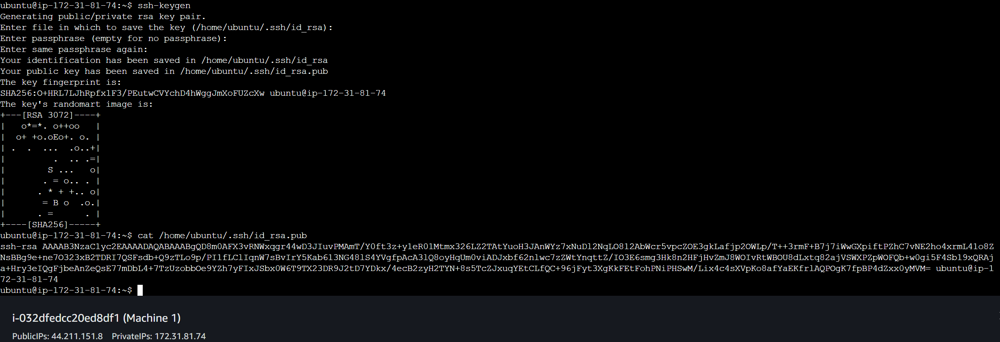 ubuntu@ip-172-31-81-74:~$ ssh-keygen
Generating public/private rsa key pair.
Enter file in which to save the key (/home/ubuntu/.ssh/id_rsa):
Enter passphrase (empty for no passphrase):
Enter same passphrase again:
Your identification has been saved in /home/ubuntu/.ssh/id_rsa
Your public key has been saved in /home/ubuntu/.ssh/id_rsa.pub
The key fingerprint is:
SHA256:O+HRL7LJhRpfx1F3/PEutwCVYchD4hWggJmXoFUZcXw ubuntu@ip-172-31-81-74
The key's randomart image is:
+---[RSA 3072]----+
|   o*=*. o++oo   |
|  o+ +o.oEo+. o. |
| .  .  ...  .o..+|
|          .  .. .=|
|        S ...   o|
|       . = o.. . |
|      . * + +.. o|
|       = B o  .o.|
|      . =      . |
+----[SHA256]-----+
ubuntu@ip-172-31-81-74:~$ cat /home/ubuntu/.ssh/id_rsa.pub
ssh-rsa AAAAB3NzaC1yc2EAAAADAQABAAABgQD8m0AFX3vRNWxqgr44wD3JIuvPMAmT/Y0ft3z+y1eR01Mtmx326LZ2TAtYuoH3JAnWYz7xNuDl2NqLO812AbWcr5vpcZOE3gkLafjp2OWLp/T++3rmF+B7j7iWwGXpiftPZhC7vNE2ho4xrmL41o8Z
NsBBg9e+ne7O323xB2TDRI7QSFsdb+Q9zTLo9p/PI1fLClIqnW7sBvIrY5Kab613NG48lS4YVgfpAcA3lQ8oyHqUm0viADJxbf62nlwc7zZWtYnqttZ/IO3E6smg3Hk8n2HFjHvZmJ8WOIvRtWBOU8dLxtq82ajVSWXPZpWOFQb+w0gi5F4Sbl9xQRAj
a+Hry3eIQgFjbeAnZeQsE77mDbL4+7TzUzobbOe9YZh7yFIxJSbx0W6T9TX23DR9J2tD7YDkx/4ecB2zyH2TYN+8s5TcZJxuqYEtCLfQC+96jFyt3XgKkFEtFohPNiPHSwM/Lix4c4sXVpKo8afYaEKfrlAQPOgK7fpBP4dZxx0yMVM= ubuntu@ip-1
72-31-81-74
ubuntu@ip-172-31-81-74:~$
i-032dfedcc20ed8df1 (Machine 1)
PublicIPs: 44.211.151.8    PrivateIPs: 172.31.81.74